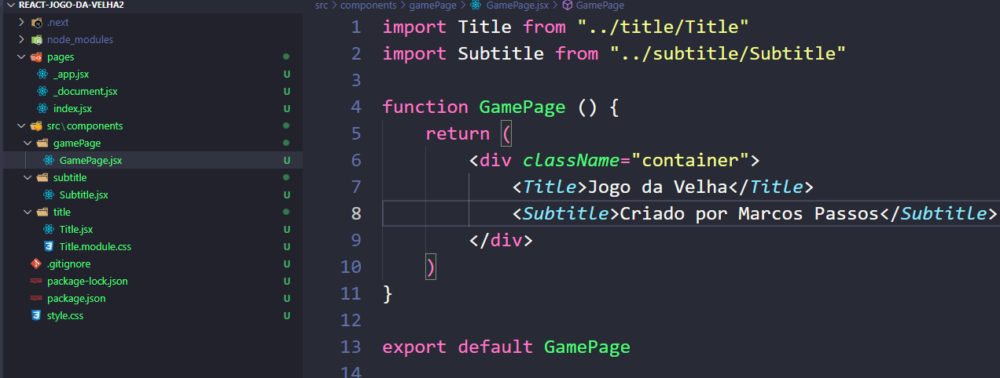 REACT-JOGO-DA-VELHA2
.next
node_modules
pages
_app.jsx U
_document.jsx U
index.jsx U
src\components
gamePage
GamePage.jsx U
subtitle
Subtitle.jsx U
title
Title.jsx U
Title.module.css U
.gitignore U
package-lock.json U
package.json U
style.css U
src > components > gamePage > GamePage.jsx > GamePage
1 import Title from "../title/Title"
2 import Subtitle from "../subtitle/Subtitle"
3
4 function GamePage () {
5 return (
6 <div className="container">
7 <Title>Jogo da Velha</Title>
8 <Subtitle>Criado por Marcos Passos</Subtitle>
9 </div>
10 )
11 }
12
13 export default GamePage
14